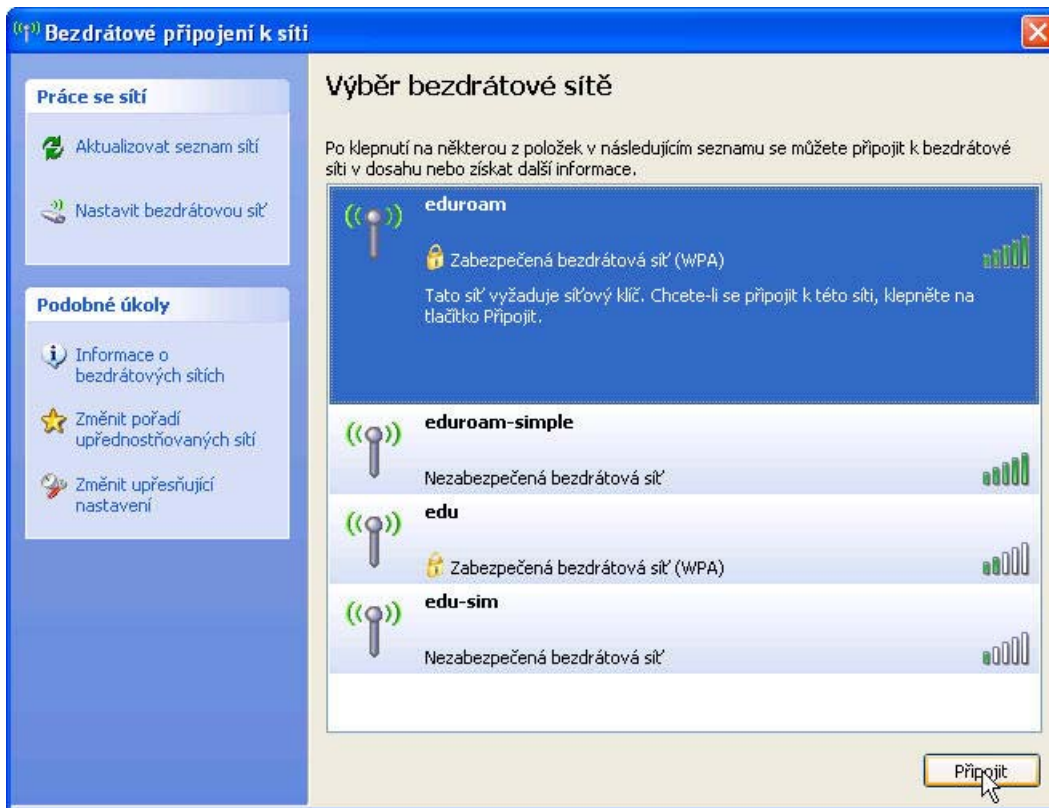 Bezdrátové připojení k síti
Práce se sítí
Aktualizovat seznam sítí
Nastavit bezdrátovou síť
Podobné úkoly
Informace o
bezdrátových sítích
Změnit pořadí
upřednostňovaných sítí
Změnit upřesňující
nastavení
Výběr bezdrátové sítě
Po klepnutí na některou z položek v následujícím seznamu se můžete připojit k bezdrátové
síti v dosahu nebo získat další informace.
eduroam
Zabezpečená bezdrátová síť (WPA)
Tato síť vyžaduje síťový klíč. Chcete-li se připojit k této síti, klepněte na
tlačítko Připojit.
eduroam-simple
Nezabezpečená bezdrátová síť
edu
Zabezpečená bezdrátová síť (WPA)
edu-sim
Nezabezpečená bezdrátová síť
Připojit